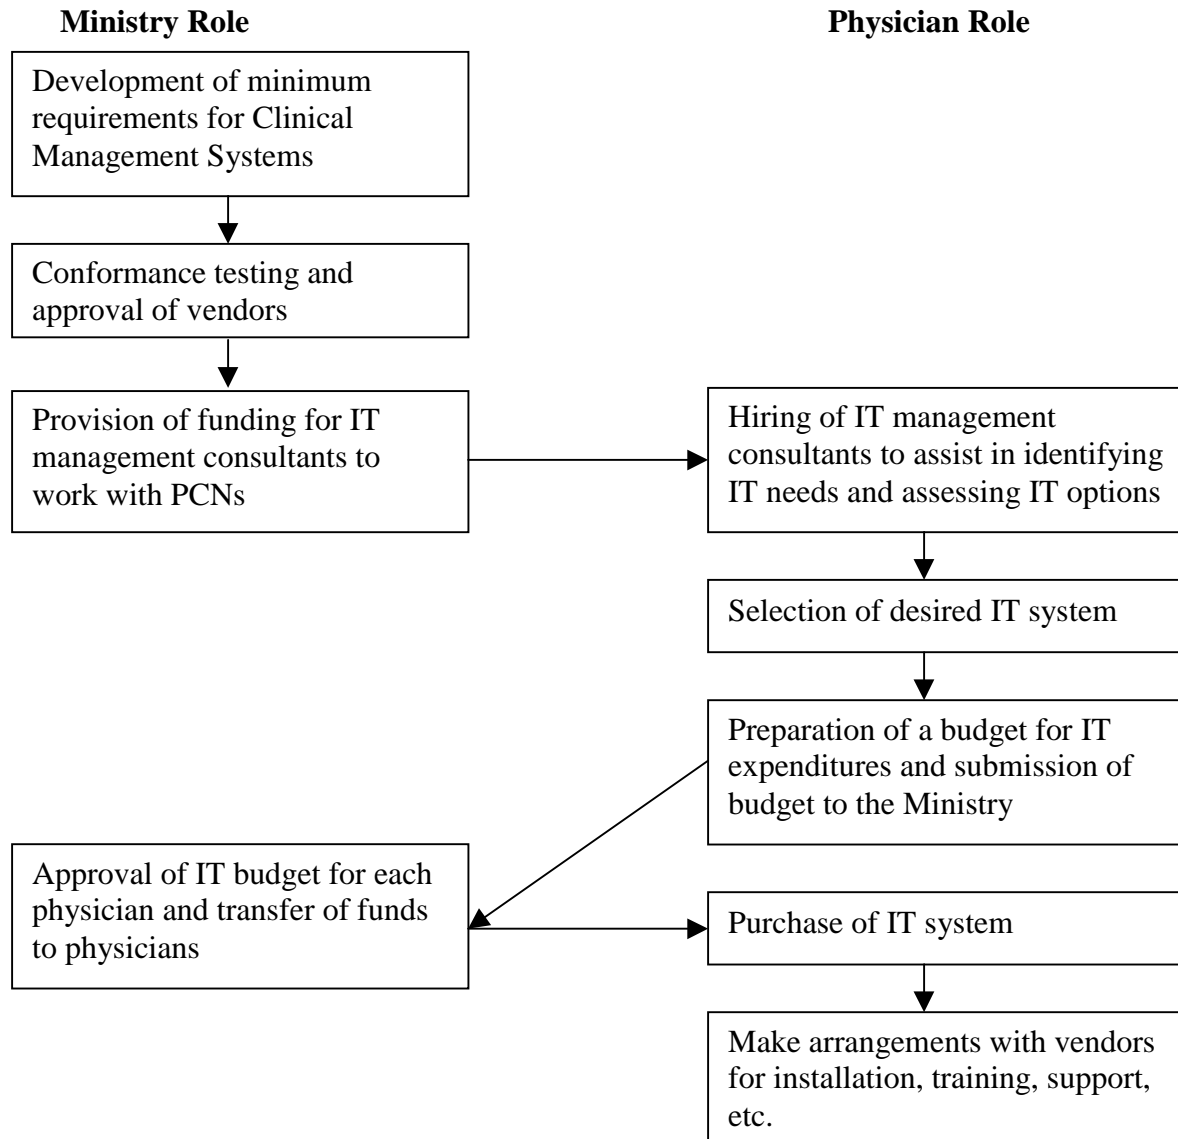 Ministry Role
Physician Role
Development of minimum
requirements for Clinical
Management Systems
Conformance testing and
approval of vendors
Provision of funding for IT
management consultants to
work with PCNs
Hiring of IT management
consultants to assist in identifying
IT needs and assessing IT options
Selection of desired IT system
Preparation of a budget for IT
expenditures and submission of
budget to the Ministry
Approval of IT budget for each
physician and transfer of funds
to physicians
Purchase of IT system
Make arrangements with vendors
for installation, training, support,
etc.